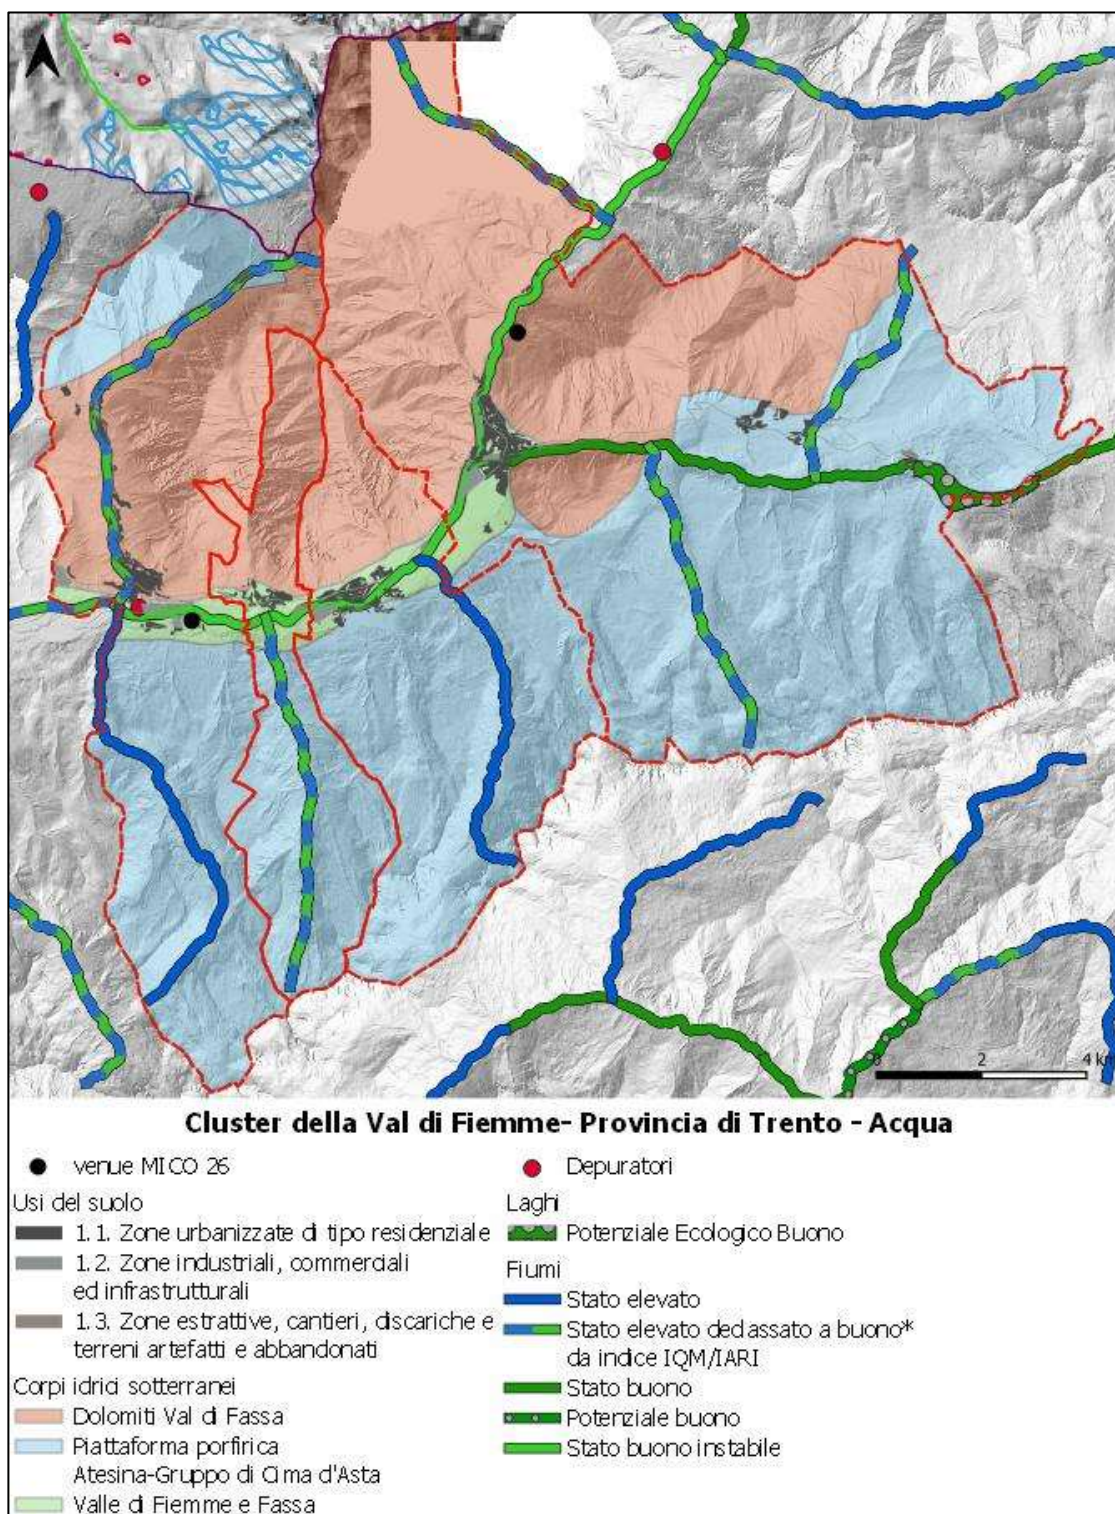 0 2 4 km
Cluster della Val di Fiemme- Provincia di Trento - Acqua
venue MICO 26
Usi del suolo
1.1. Zone urbanizzate di tipo residenziale
1.2. Zone industriali, commerciali
ed infrastrutturali
1.3. Zone estrattive, cantieri, discariche e
terreni artefatti e abbandonati
Corpi idrici sotterranei
Dolomiti Val di Fassa
Piattaforma porfirica
Atesina-Gruppo di Cima d'Asta
Valle di Fiemme e Fassa
Depuratori
Laghi
Potenziale Ecologico Buono
Fiumi
Stato elevato
Stato elevato declassato a buono*
da indice IQM/IARI
Stato buono
Potenziale buono
Stato buono instabile